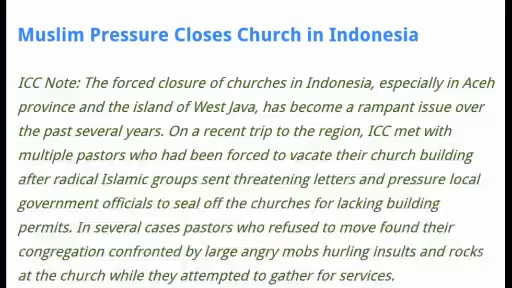 Muslim Pressure Closes Church in Indonesia
ICC Note: The forced closure of churches in Indonesia, especially in Aceh
province and the island of West Java, has become a rampant issue over
the past several years. On a recent trip to the region, ICC met with
multiple pastors who had been forced to vacate their church building
after radical Islamic groups sent threatening letters and pressure local
government officials to seal off the churches for lacking building
permits. In several cases pastors who refused to move found their
congregation confronted by large angry mobs hurling insults and rocks
at the church while they attempted to gather for services.